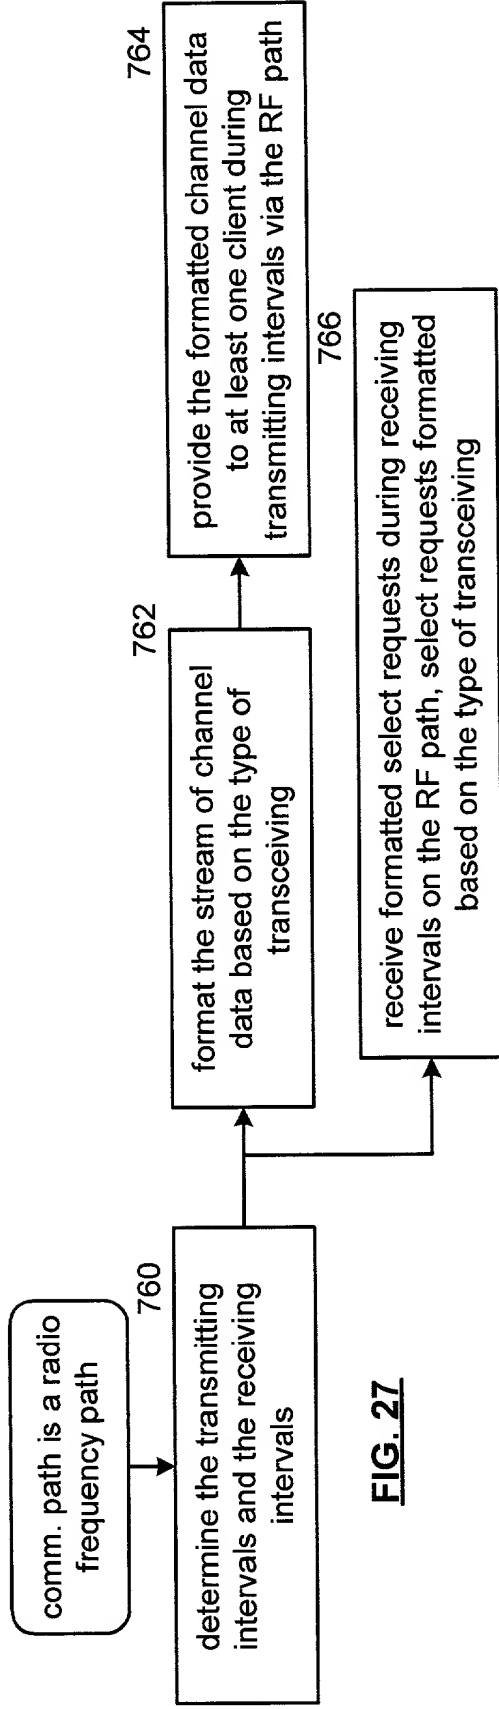 comm. path is a radio
frequency path
760
determine the transmitting
intervals and the receiving
intervals
762
format the stream of channel
data based on the type of
transceiving
764
provide the formatted channel data
to at least one client during
transmitting intervals via the RF path
766
receive formatted select requests during receiving
intervals on the RF path, select requests formatted
based on the type of transceiving
FIG. 27